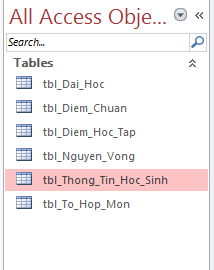 All Access Obje...
Search...
Tables
tbl_Dai_Hoc
tbl_Diem_Chuan
tbl_Diem_Hoc_Tap
tbl_Nguyen_Vong
tbl_Thong_Tin_Hoc_Sinh
tbl_To_Hop_Mon